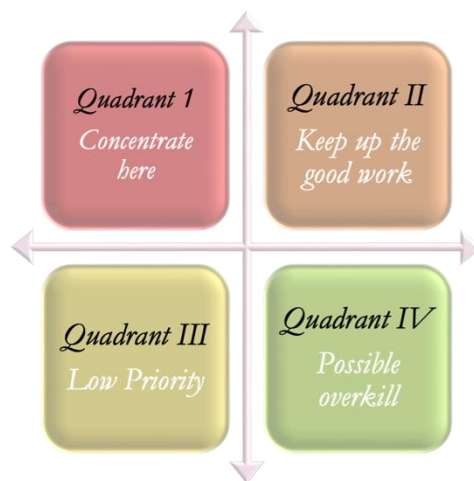 Quadrant 1
Concentrate
here
Quadrant II
Keep up the
good work
Quadrant III
Low Priority
Quadrant IV
Possible
overkill